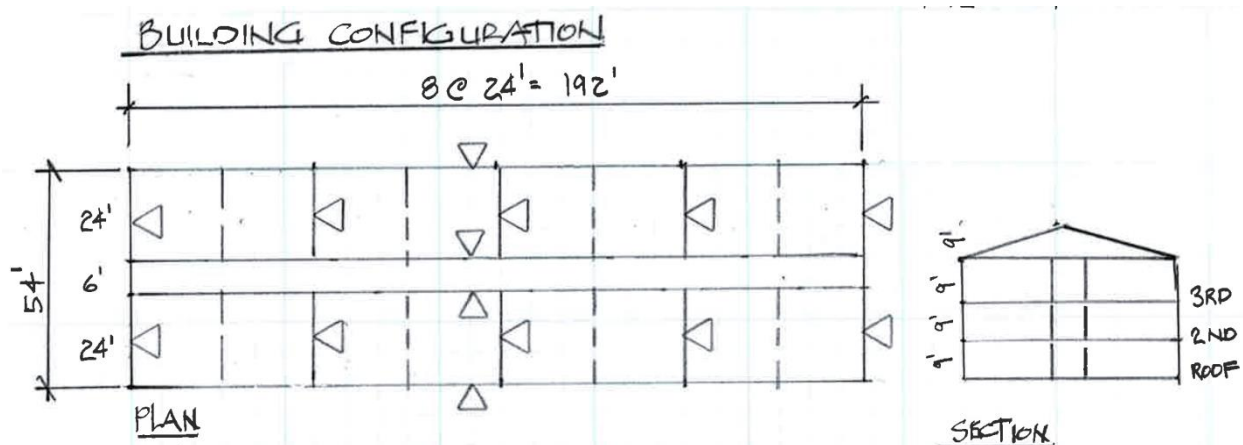 BUILDING CONFIGURATION
8 @ 24' = 192'
54'
24'
6'
24'
PLAN
9'
9'
9'
9'
3RD
2ND
ROOF
SECTION